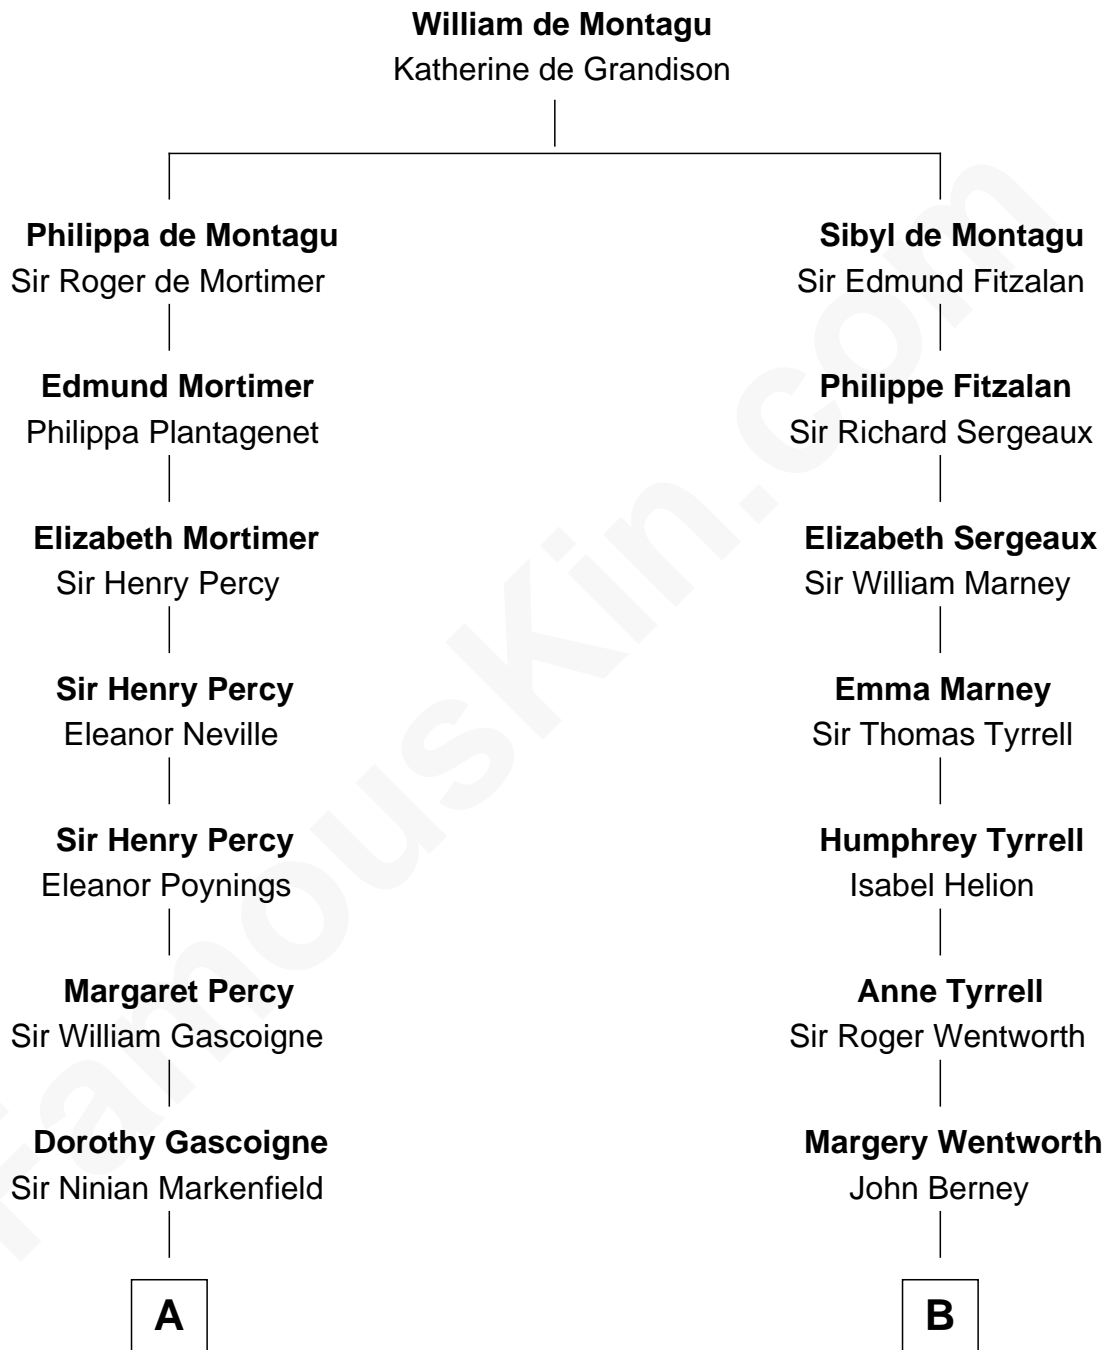 William de Montagu
Katherine de Grandison
Philippa de Montagu
Sir Roger de Mortimer
Sibyl de Montagu
Sir Edmund Fitzalan
Edmund Mortimer
Philippa Plantagenet
Philippe Fitzalan
Sir Richard Sergeaux
Elizabeth Mortimer
Sir Henry Percy
Elizabeth Sergeaux
Sir William Marney
Sir Henry Percy
Eleanor Neville
Emma Marney
Sir Thomas Tyrrell
Sir Henry Percy
Eleanor Poynings
Humphrey Tyrrell
Isabel Helion
Margaret Percy
Sir William Gascoigne
Anne Tyrrell
Sir Roger Wentworth
Dorothy Gascoigne
Sir Ninian Markenfield
Margery Wentworth
John Berney
A
B
FamousKin.com